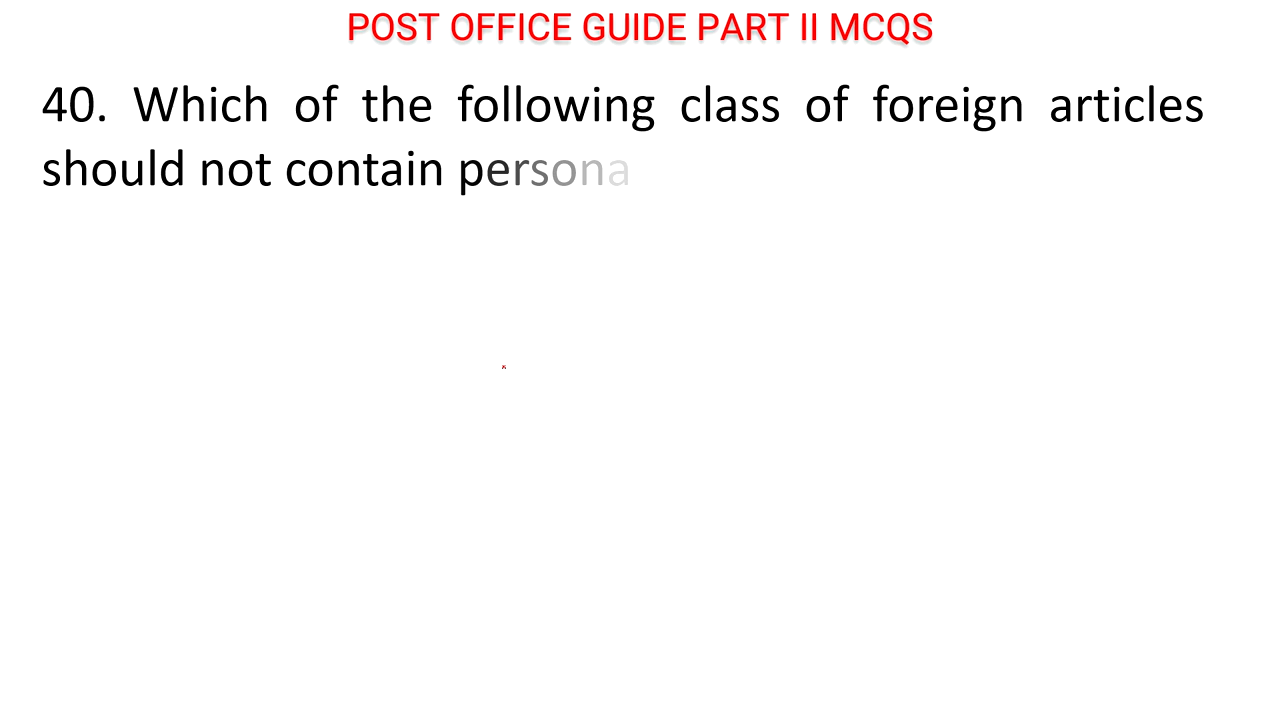 POST OFFICE GUIDE PART II MCQS
40. Which of the following class of foreign articles
should not contain persona